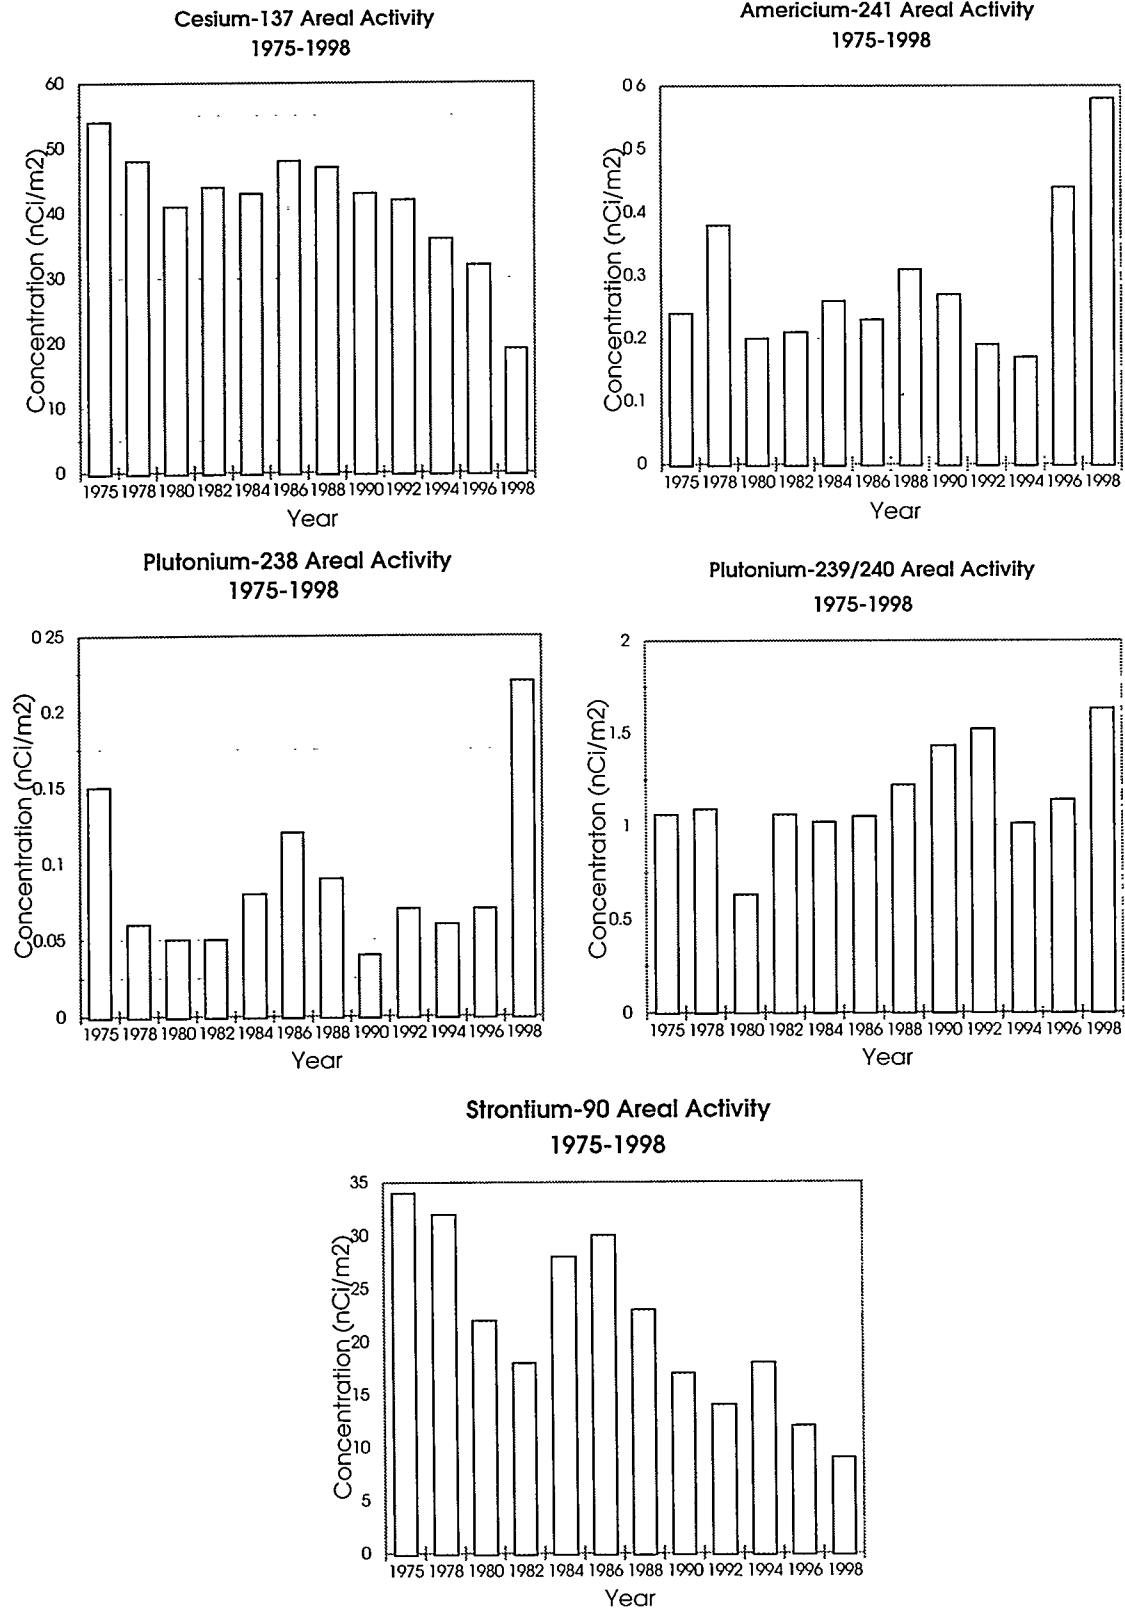 Cesium-137 Areal Activity
1975-1998
60
50
40
30
20
10
0
Concentration (nCi/m2)
1975 1978 1980 1982 1984 1986 1988 1990 1992 1994 1996 1998
Year
Americium-241 Areal Activity
1975-1998
0 6
0 5
0.4
0.3
0.2
0.1
0
Concentration (nCi/m2)
1975 1978 1980 1982 1984 1986 1988 1990 1992 1994 1996 1998
Year
Plutonium-238 Areal Activity
1975-1998
0 25
0.2
0.15
0.1
0.05
0
Concentration (nCi/m2)
1975 1978 1980 1982 1984 1986 1988 1990 1992 1994 1996 1998
Year
Plutonium-239/240 Areal Activity
1975-1998
2
1.5
1
0.5
0
Concentraton (nCi/m2)
1975 1978 1980 1982 1984 1986 1988 1990 1992 1994 1996 1998
Year
Strontium-90 Areal Activity
1975-1998
35
30
25
20
15
10
5
0
Concentration (nCi/m2)
1975 1978 1980 1982 1984 1986 1988 1990 1992 1994 1996 1998
Year